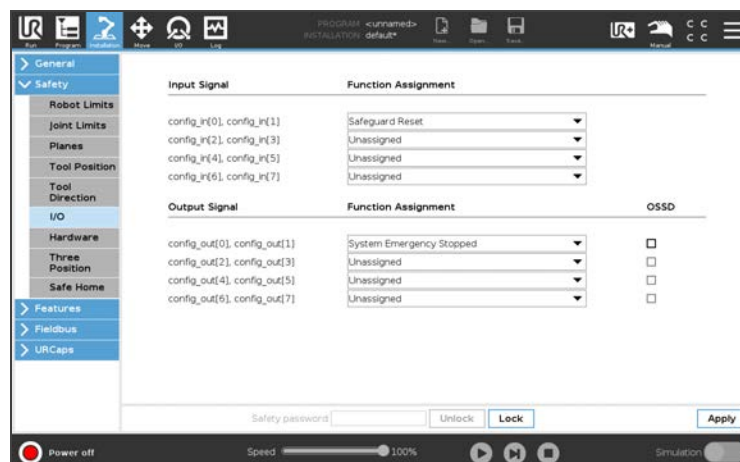 UR
Run
Program
Installation
Move
I/O
Log
PROGRAM <unnamed>
INSTALLATION default*
New...
Open...
Save...
UR+
Manual
C C
C C
General
Safety
Robot Limits
Joint Limits
Planes
Tool Position
Tool
Direction
I/O
Hardware
Three
Position
Safe Home
Features
Fieldbus
URCaps
Input Signal Function Assignment
config_in[0], config_in[1] Safeguard Reset
config_in[2], config_in[3] Unassigned
config_in[4], config_in[5] Unassigned
config_in[6], config_in[7] Unassigned
Output Signal Function Assignment OSSD
config_out[0], config_out[1] System Emergency Stopped
config_out[2], config_out[3] Unassigned
config_out[4], config_out[5] Unassigned
config_out[6], config_out[7] Unassigned
Safety password Unlock Lock Apply
Power off Speed 100% Simulation